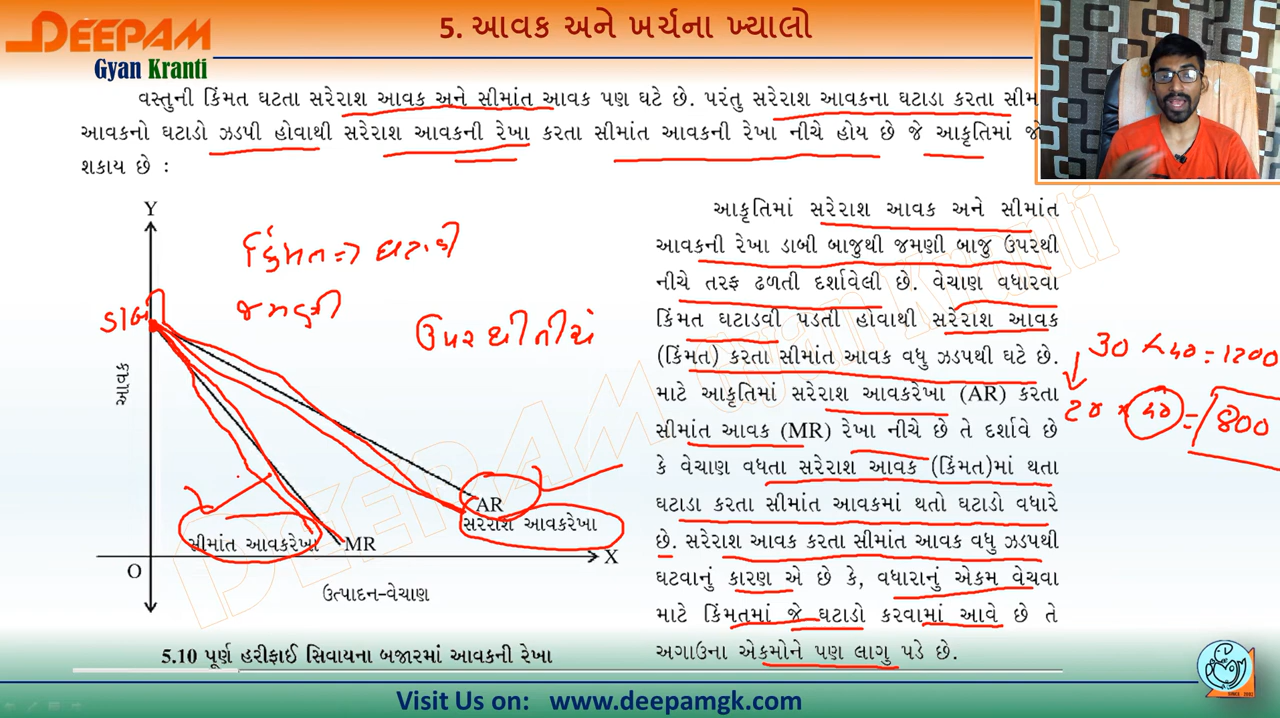 DEEPAM
Gyan Kranti
5. આવક અને ખર્ચના ખ્યાલો
વસ્તુની કિંમત ઘટતા સરેરાશ આવક અને સીમાંત આવક પણ ઘટે છે. પરંતુ સરેરાશ આવકના ઘટાડા કરતા સીમ
આવકનો ઘટાડો ઝડપી હોવાથી સરેરાશ આવકની રેખા કરતા સીમાંત આવકની રેખા નીચે હોય છે જે આકૃતિમાં જો
શકાય છે :
Y
કિંમત => ઘટાડો
ઉપરથી નીચે
આવક
AR
સરેરાશ આવકરેખા
સીમાંત આવકરેખા
MR
O
X
ઉત્પાદન-વેચાણ
5.10 પૂર્ણ હરીફાઈ સિવાયના બજારમાં આવકની રેખા
આકૃતિમાં સરેરાશ આવક અને સીમાંત
આવકની રેખા ડાબી બાજુથી જમણી બાજુ ઉપરથી
નીચે તરફ ઢળતી દર્શાવેલી છે. વેચાણ વધારવા
કિંમત ઘટાડવી પડતી હોવાથી સરેરાશ આવક
(કિંમત) કરતા સીમાંત આવક વધુ ઝડપથી ઘટે છે.
માટે આકૃતિમાં સરેરાશ આવકરેખા (AR) કરતા
સીમાંત આવક (MR) રેખા નીચે છે તે દર્શાવે છે
કે વેચાણ વધતા સરેરાશ આવક (કિંમત)માં થતા
ઘટાડા કરતા સીમાંત આવકમાં થતો ઘટાડો વધારે
છે. સરેરાશ આવક કરતા સીમાંત આવક વધુ ઝડપથી
ઘટવાનું કારણ એ છે કે, વધારાનું એકમ વેચવા
માટે કિંમતમાં જે ઘટાડો કરવામાં આવે છે તે
અગાઉના એકમોને પણ લાગુ પડે છે.
30 × 40 = 1200
20 × 40 = 800
DEEPAM Gyan Kranti
Visit Us on: www.deepamgk.com